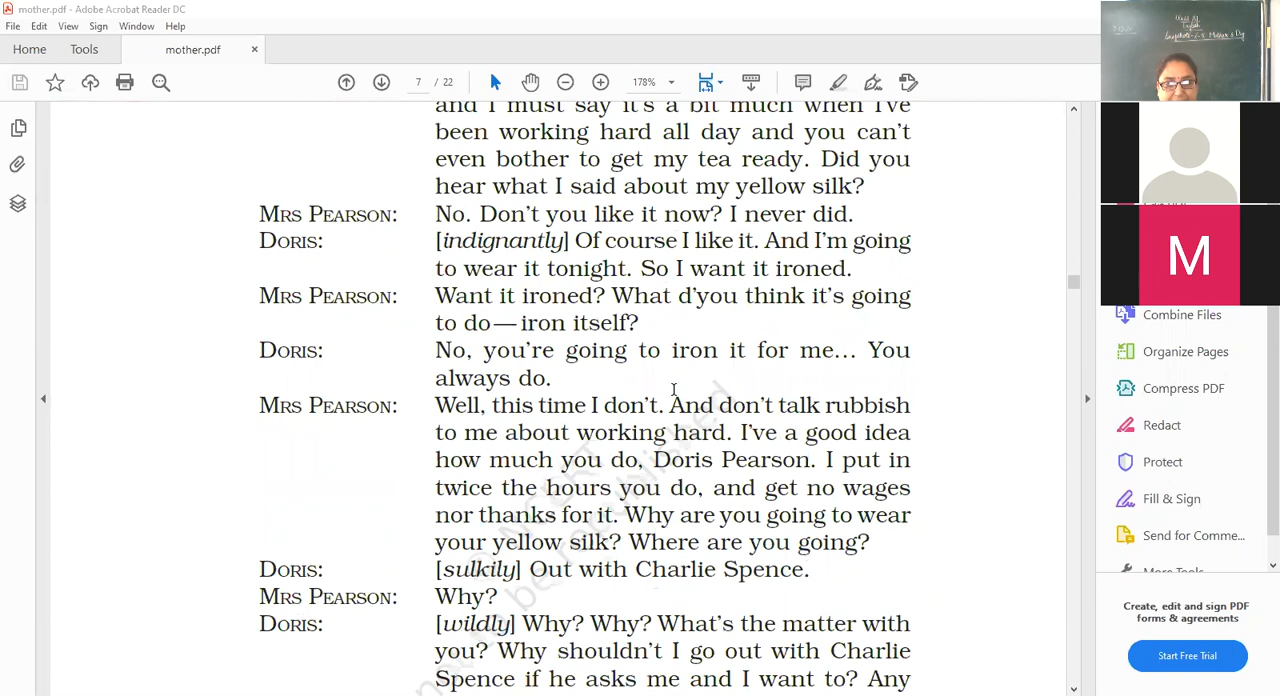 mother.pdf - Adobe Acrobat Reader DC
File Edit View Sign Window Help
Home Tools mother.pdf ×
7 / 22 178%
and I must say it's a bit much when I've
been working hard all day and you can't
even bother to get my tea ready. Did you
hear what I said about my yellow silk?
MRS PEARSON: No. Don't you like it now? I never did.
DORIS: [indignantly] Of course I like it. And I'm going
to wear it tonight. So I want it ironed.
MRS PEARSON: Want it ironed? What d'you think it's going
to do—iron itself?
DORIS: No, you're going to iron it for me... You
always do.
MRS PEARSON: Well, this time I don't. And don't talk rubbish
to me about working hard. I've a good idea
how much you do, Doris Pearson. I put in
twice the hours you do, and get no wages
nor thanks for it. Why are you going to wear
your yellow silk? Where are you going?
DORIS: [sulkily] Out with Charlie Spence.
MRS PEARSON: Why?
DORIS: [wildly] Why? Why? What's the matter with
you? Why shouldn't I go out with Charlie
Spence if he asks me and I want to? Any
© NCERT
be republished
M
Combine Files
Organize Pages
Compress PDF
Redact
Protect
Fill & Sign
Send for Comme...
More Tools
Create, edit and sign PDF
forms & agreements
Start Free Trial